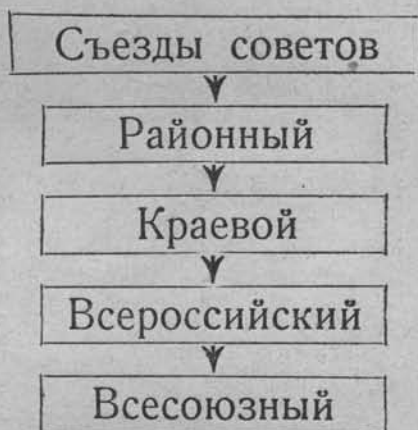 Съезды советов
Районный
Краевой
Всероссийский
Всесоюзный